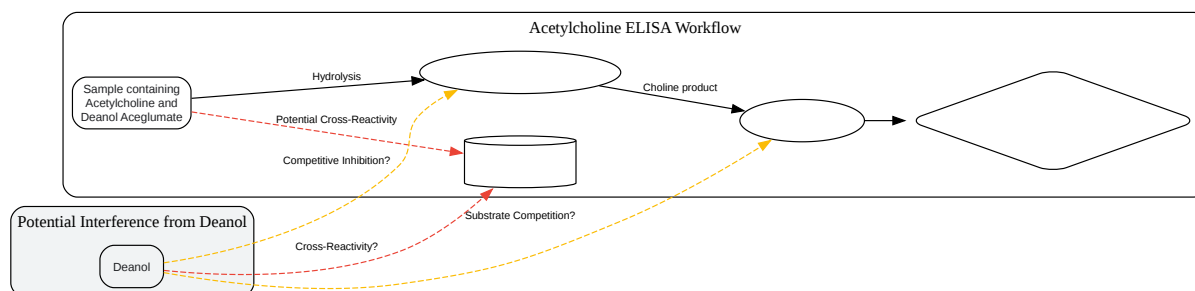 Acetylcholine ELISA Workflow
Sample containing
Acetylcholine and
Deanol Aceglumate
Hydrolysis
Choline product
Potential Cross-Reactivity
Competitive Inhibition?
Substrate Competition?
Potential Interference from Deanol
Cross-Reactivity?
Deanol